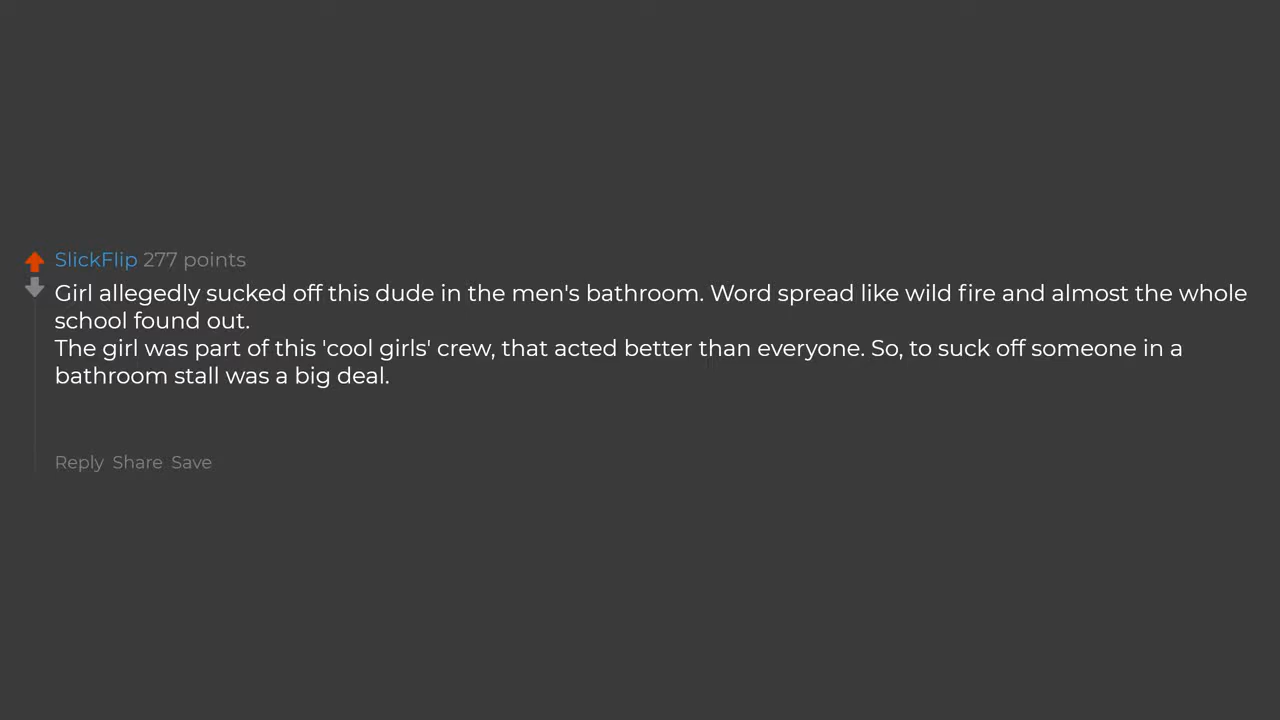 SlickFlip 277 points
Girl allegedly sucked off this dude in the men's bathroom. Word spread like wild fire and almost the whole
school found out.
The girl was part of this 'cool girls' crew, that acted better than everyone. So, to suck off someone in a
bathroom stall was a big deal.
Reply Share Save